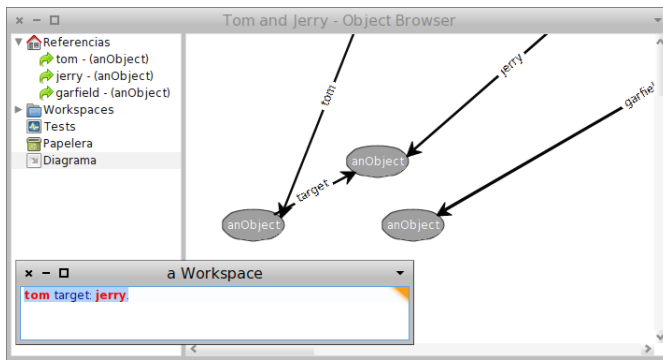 Tom and Jerry - Object Browser
Referencias
tom - (anObject)
jerry - (anObject)
garfield - (anObject)
Workspaces
Tests
Papelera
Diagrama
tom
jerry
garfiel
anObject
target
anObject
anObject
a Workspace
tom target: jerry.